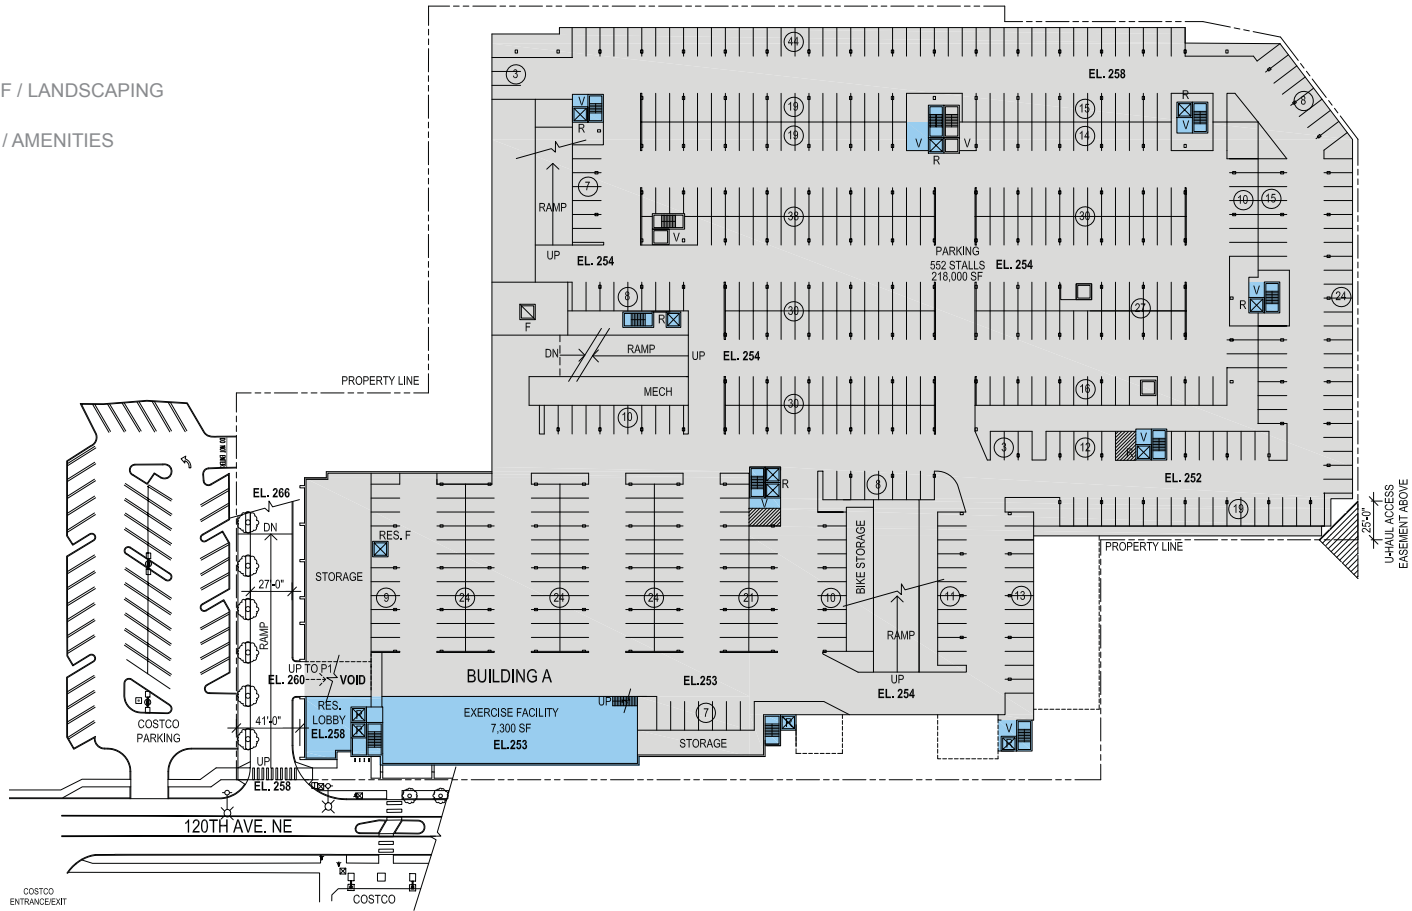 F / LANDSCAPING
/ AMENITIES
44
3
EL. 258
8
V
R
19
19
15
14
V
R
V
R
V
7
10
15
RAMP
UP
38
V
30
EL. 254
PARKING
552 STALLS
218,000 SF
EL. 254
V
R
24
8
F
R
30
27
DN
RAMP
UP
EL. 254
MECH
PROPERTY LINE
16
10
30
3
12
V
R
EL. 252
8
19
25'-0"
U-HAUL ACCESS
EASEMENT ABOVE
PROPERTY LINE
R
V
DO NOT ENTER
EL. 266
DN
RES. F
STORAGE
27'-0"
RAMP
BIKE STORAGE
9
24
24
24
21
10
11
13
RAMP
UP TO P1
EL. 260
VOID
BUILDING A
EL.253
UP
EL. 254
RES.
LOBBY
EL.258
EXERCISE FACILITY
7,300 SF
EL.253
UP
7
STORAGE
V
COSTCO
PARKING
41'-0"
UP
EL. 258
120TH AVE. NE
COSTCO
ENTRANCE/EXIT
COSTCO